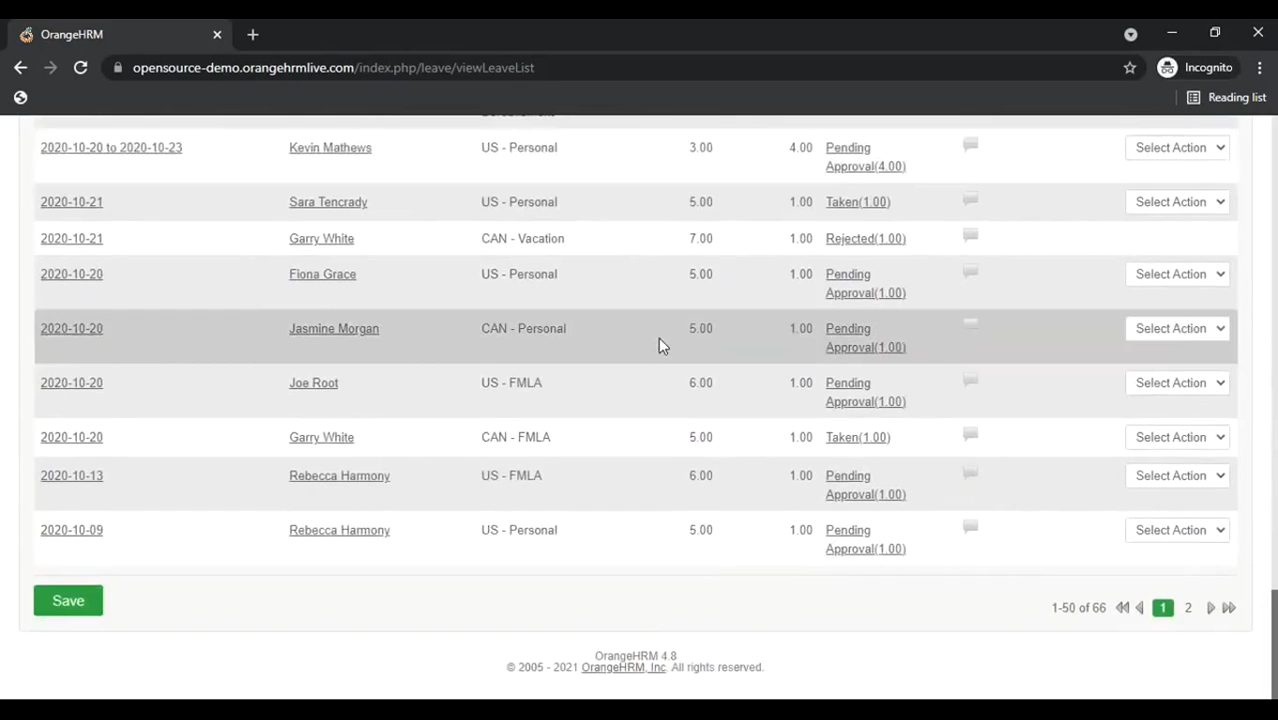 OrangeHRM
opensource-demo.orangehrmlive.com/index.php/leave/viewLeaveList
Incognito
Reading list
2020-10-20 to 2020-10-23 Kevin Mathews US - Personal 3.00 4.00 Pending Select Action
Approval(4.00)
2020-10-21 Sara Tencrady US - Personal 5.00 1.00 Taken(1.00) Select Action
2020-10-21 Garry White CAN - Vacation 7.00 1.00 Rejected(1.00)
2020-10-20 Fiona Grace US - Personal 5.00 1.00 Pending Select Action
Approval(1.00)
2020-10-20 Jasmine Morgan CAN - Personal 5.00 1.00 Pending Select Action
Approval(1.00)
2020-10-20 Joe Root US - FMLA 6.00 1.00 Pending Select Action
Approval(1.00)
2020-10-20 Garry White CAN - FMLA 5.00 1.00 Taken(1.00) Select Action
2020-10-13 Rebecca Harmony US - FMLA 6.00 1.00 Pending Select Action
Approval(1.00)
2020-10-09 Rebecca Harmony US - Personal 5.00 1.00 Pending Select Action
Approval(1.00)
Save
1-50 of 66 1 2
OrangeHRM 4.8
© 2005 - 2021 OrangeHRM, Inc. All rights reserved.